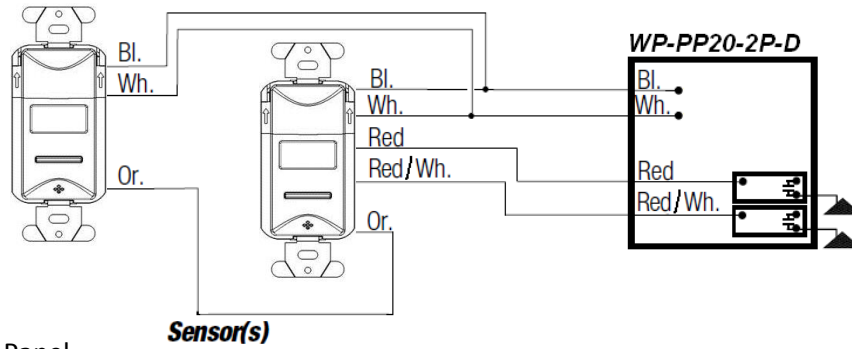 WP-PP20-2P-D
Bl.
Wh.
Or.
Bl.
Wh.
Red
Red/Wh.
Or.
Bl.
Wh.
Red
Red/Wh.
Sensor(s)
Panel